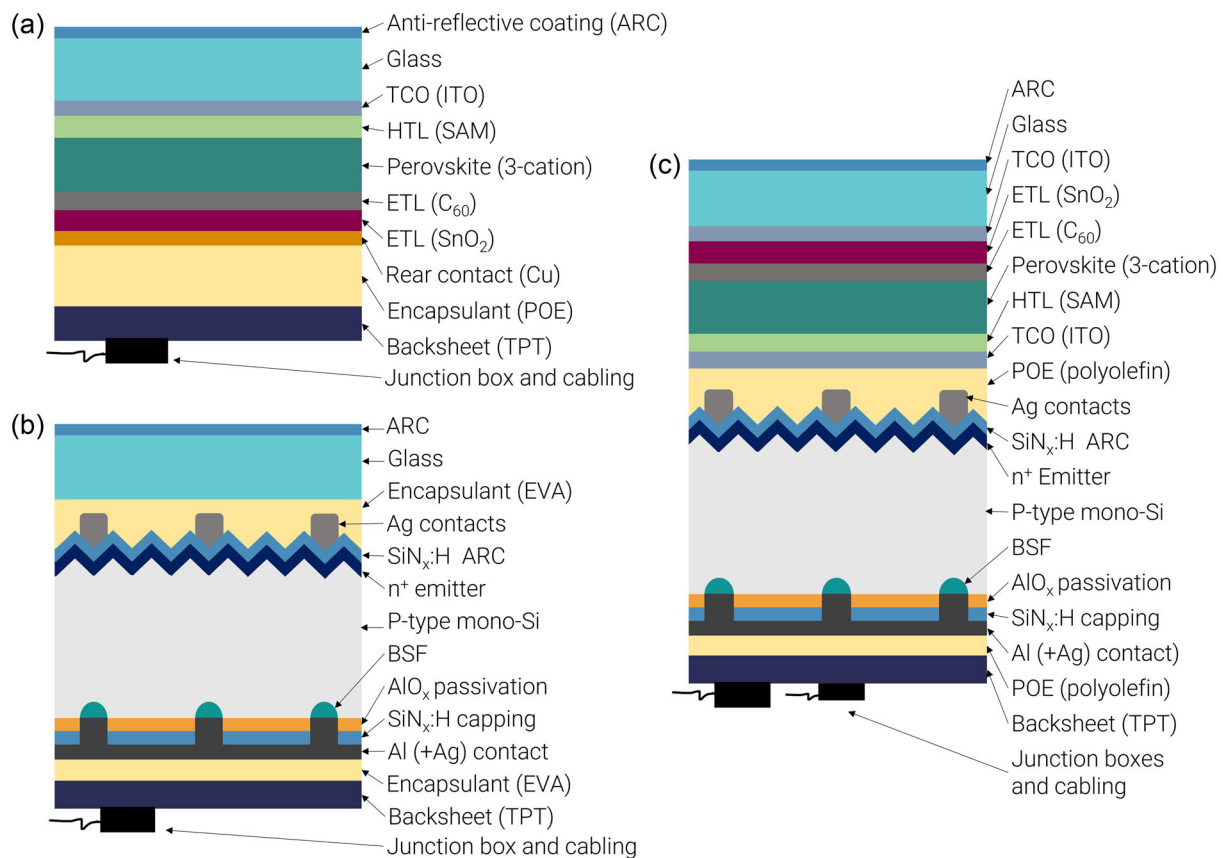 (a)
Anti-reflective coating (ARC)
Glass
TCO (ITO)
HTL (SAM)
Perovskite (3-cation)
ETL (C₆₀)
ETL (SnO₂)
Rear contact (Cu)
Encapsulant (POE)
Backsheet (TPT)
Junction box and cabling
(b)
ARC
Glass
Encapsulant (EVA)
Ag contacts
SiNₓ:H ARC
n⁺ emitter
P-type mono-Si
BSF
AlOₓ passivation
SiNₓ:H capping
Al (+Ag) contact
Encapsulant (EVA)
Backsheet (TPT)
Junction box and cabling
(c)
ARC
Glass
TCO (ITO)
ETL (SnO₂)
ETL (C₆₀)
Perovskite (3-cation)
HTL (SAM)
TCO (ITO)
POE (polyolefin)
Ag contacts
SiNₓ:H ARC
n⁺ Emitter
P-type mono-Si
BSF
AlOₓ passivation
SiNₓ:H capping
Al (+Ag) contact)
POE (polyolefin)
Backsheet (TPT)
Junction boxes
and cabling